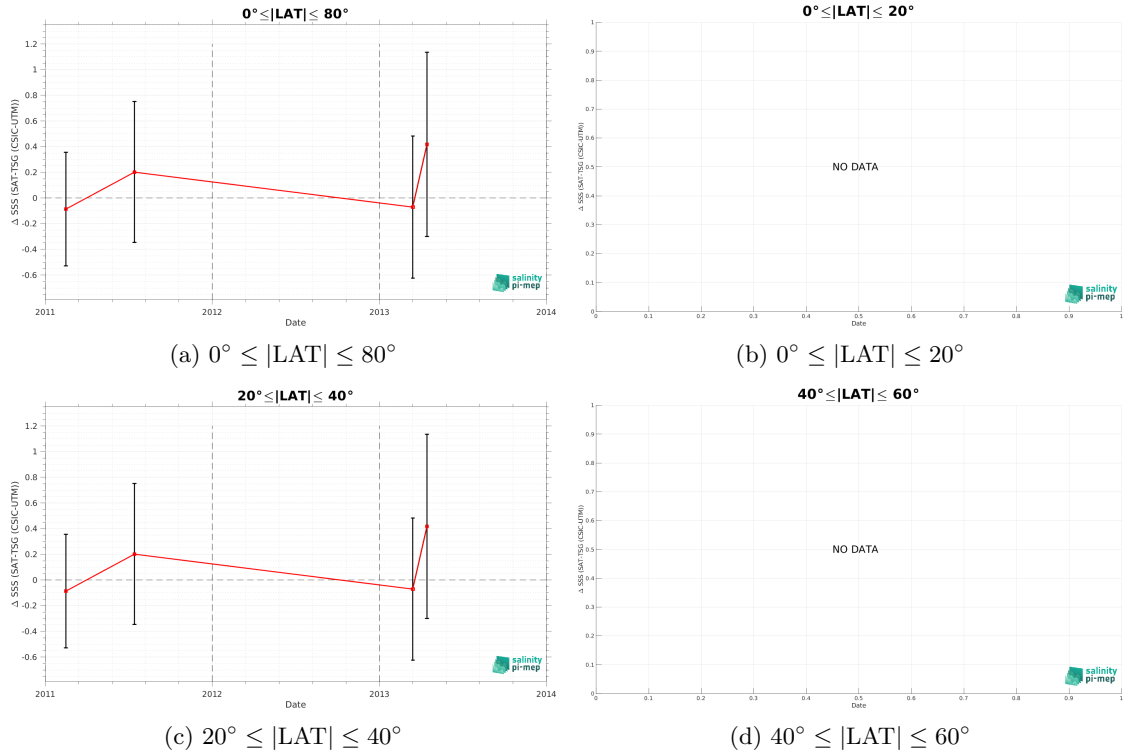 0°≤|LAT|≤ 80°
1.2
1
0.8
0.6
0.4
0.2
0
-0.2
-0.4
-0.6
Δ SSS (SAT-TSG (CSIC-UTM))
2011
2012
2013
2014
Date
salinity
pi-mep
(a) 0° ≤ |LAT| ≤ 80°
0°≤|LAT|≤ 20°
1
0.9
0.8
0.7
0.6
0.5
0.4
0.3
0.2
0.1
0
Δ SSS (SAT-TSG (CSIC-UTM))
NO DATA
0
0.1
0.2
0.3
0.4
0.5
0.6
0.7
0.8
0.9
1
Date
salinity
pi-mep
(b) 0° ≤ |LAT| ≤ 20°
20°≤|LAT|≤ 40°
1.2
1
0.8
0.6
0.4
0.2
0
-0.2
-0.4
-0.6
Δ SSS (SAT-TSG (CSIC-UTM))
2011
2012
2013
2014
Date
salinity
pi-mep
(c) 20° ≤ |LAT| ≤ 40°
40°≤|LAT|≤ 60°
1
0.9
0.8
0.7
0.6
0.5
0.4
0.3
0.2
0.1
0
Δ SSS (SAT-TSG (CSIC-UTM))
NO DATA
0
0.1
0.2
0.3
0.4
0.5
0.6
0.7
0.8
0.9
1
Date
salinity
pi-mep
(d) 40° ≤ |LAT| ≤ 60°